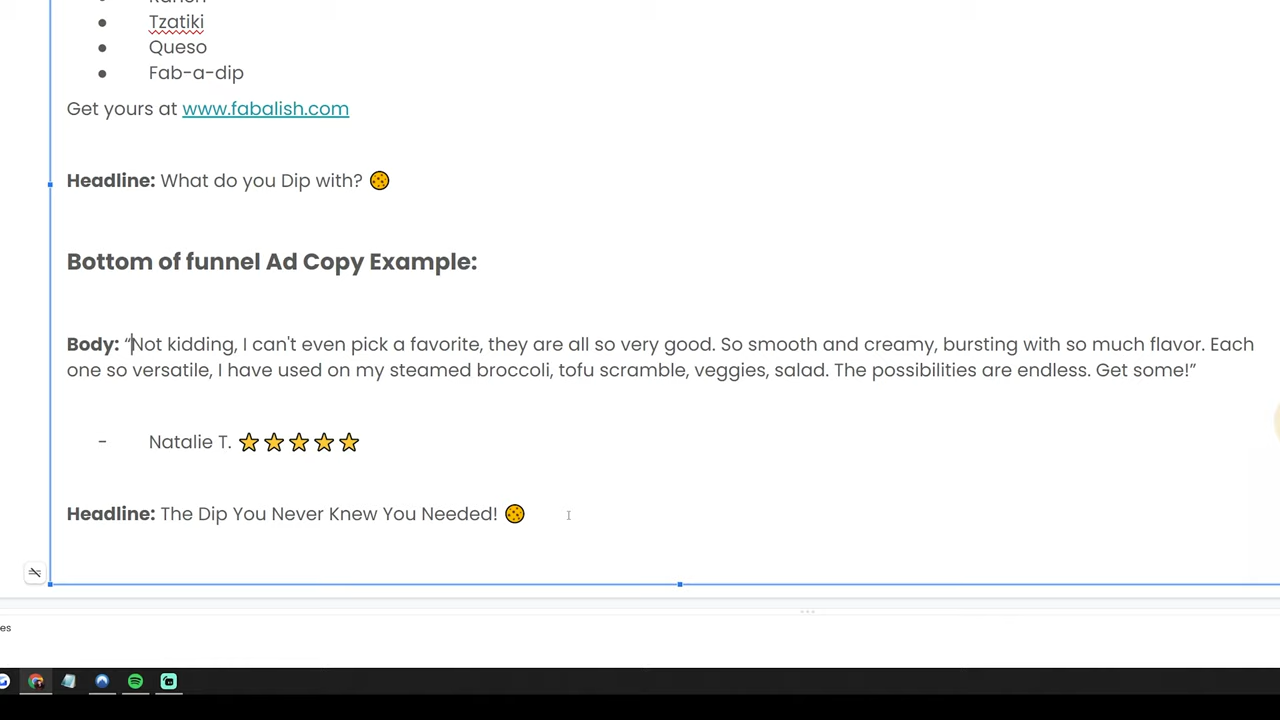 ● Tzatiki
● Queso
● Fab-a-dip
Get yours at www.fabalish.com
Headline: What do you Dip with? 🍪
Bottom of funnel Ad Copy Example:
Body: “Not kidding, I can't even pick a favorite, they are all so very good. So smooth and creamy, bursting with so much flavor. Each
one so versatile, I have used on my steamed broccoli, tofu scramble, veggies, salad. The possibilities are endless. Get some!”
- Natalie T. ⭐⭐⭐⭐⭐
Headline: The Dip You Never Knew You Needed! 🍪